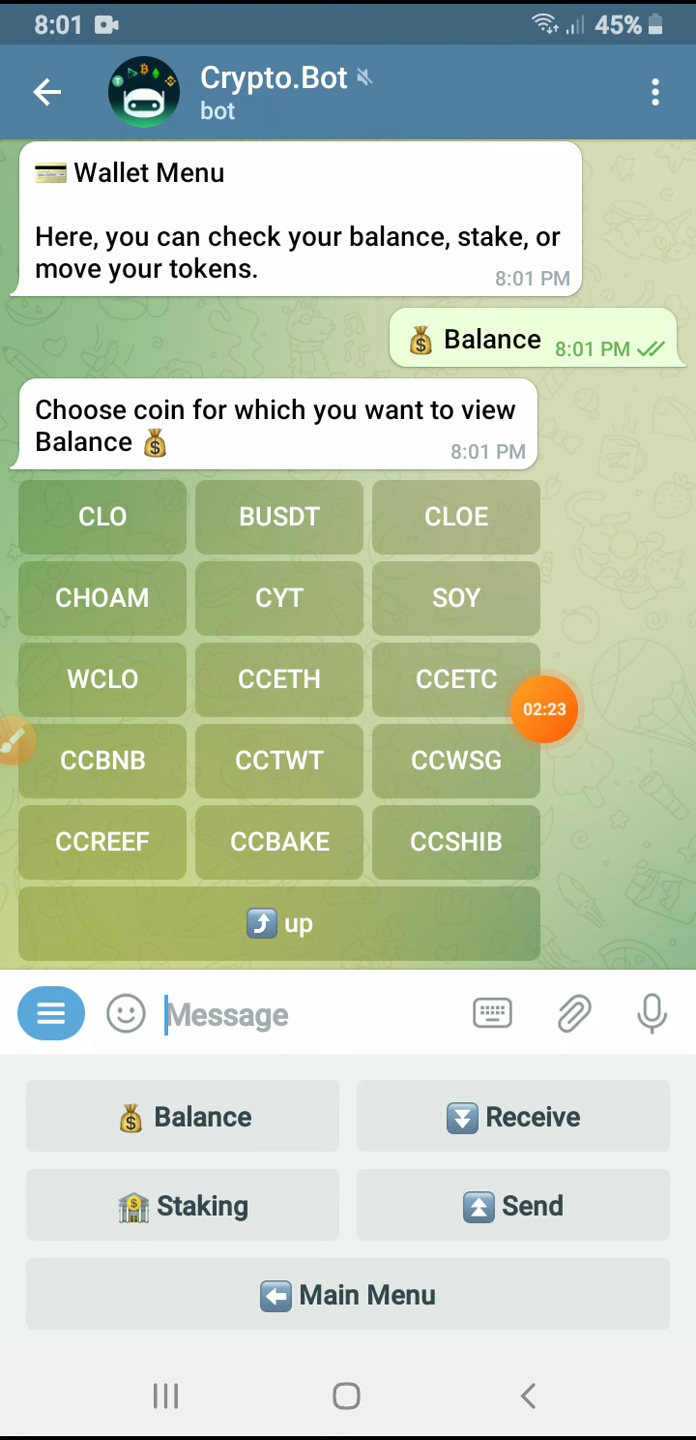 8:01 45%
Crypto.Bot
bot
💳 Wallet Menu
Here, you can check your balance, stake, or
move your tokens.
8:01 PM
💰 Balance 8:01 PM
Choose coin for which you want to view
Balance 💰
8:01 PM
CLO BUSDT CLOE
CHOAM CYT SOY
WCLO CCETH CCETC
02:23
CCBNB CCTWT CCWSG
CCREEF CCBAKE CCSHIB
⤴️ up
Message
💰 Balance ⏬ Receive
🏦 Staking ⏫ Send
⬅️ Main Menu